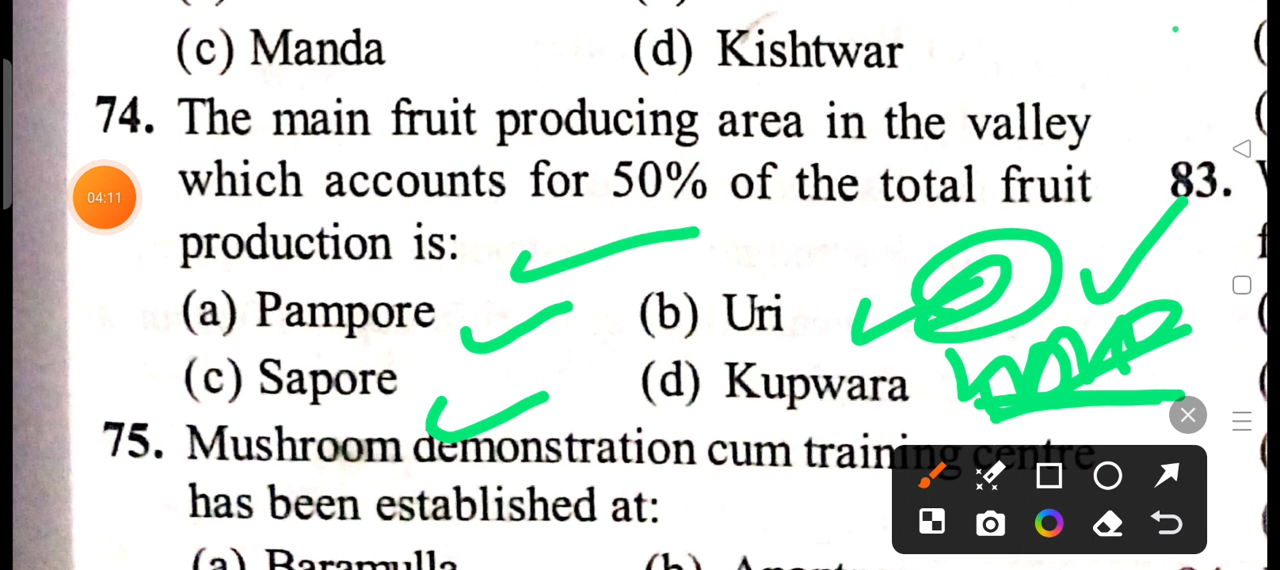 (c) Manda (d) Kishtwar
74. The main fruit producing area in the valley
which accounts for 50% of the total fruit 83.
04:11
production is:
(a) Pampore (b) Uri
(c) Sapore (d) Kupwara
75. Mushroom demonstration cum training centre
has been established at:
(a) Baramulla (b)